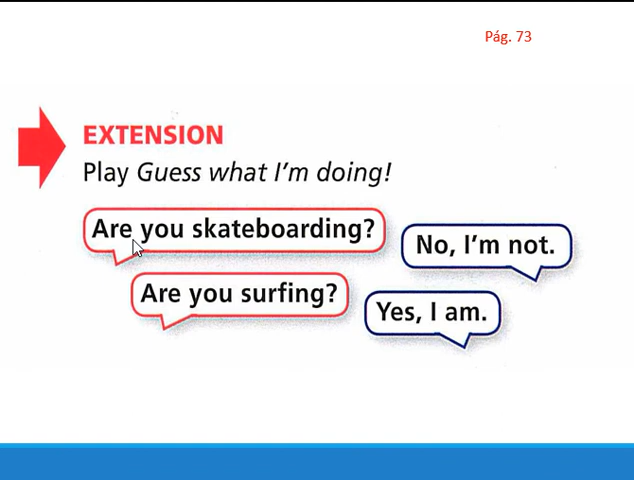 Pág. 73
EXTENSION
Play Guess what I'm doing!
Are you skateboarding?
No, I'm not.
Are you surfing?
Yes, I am.